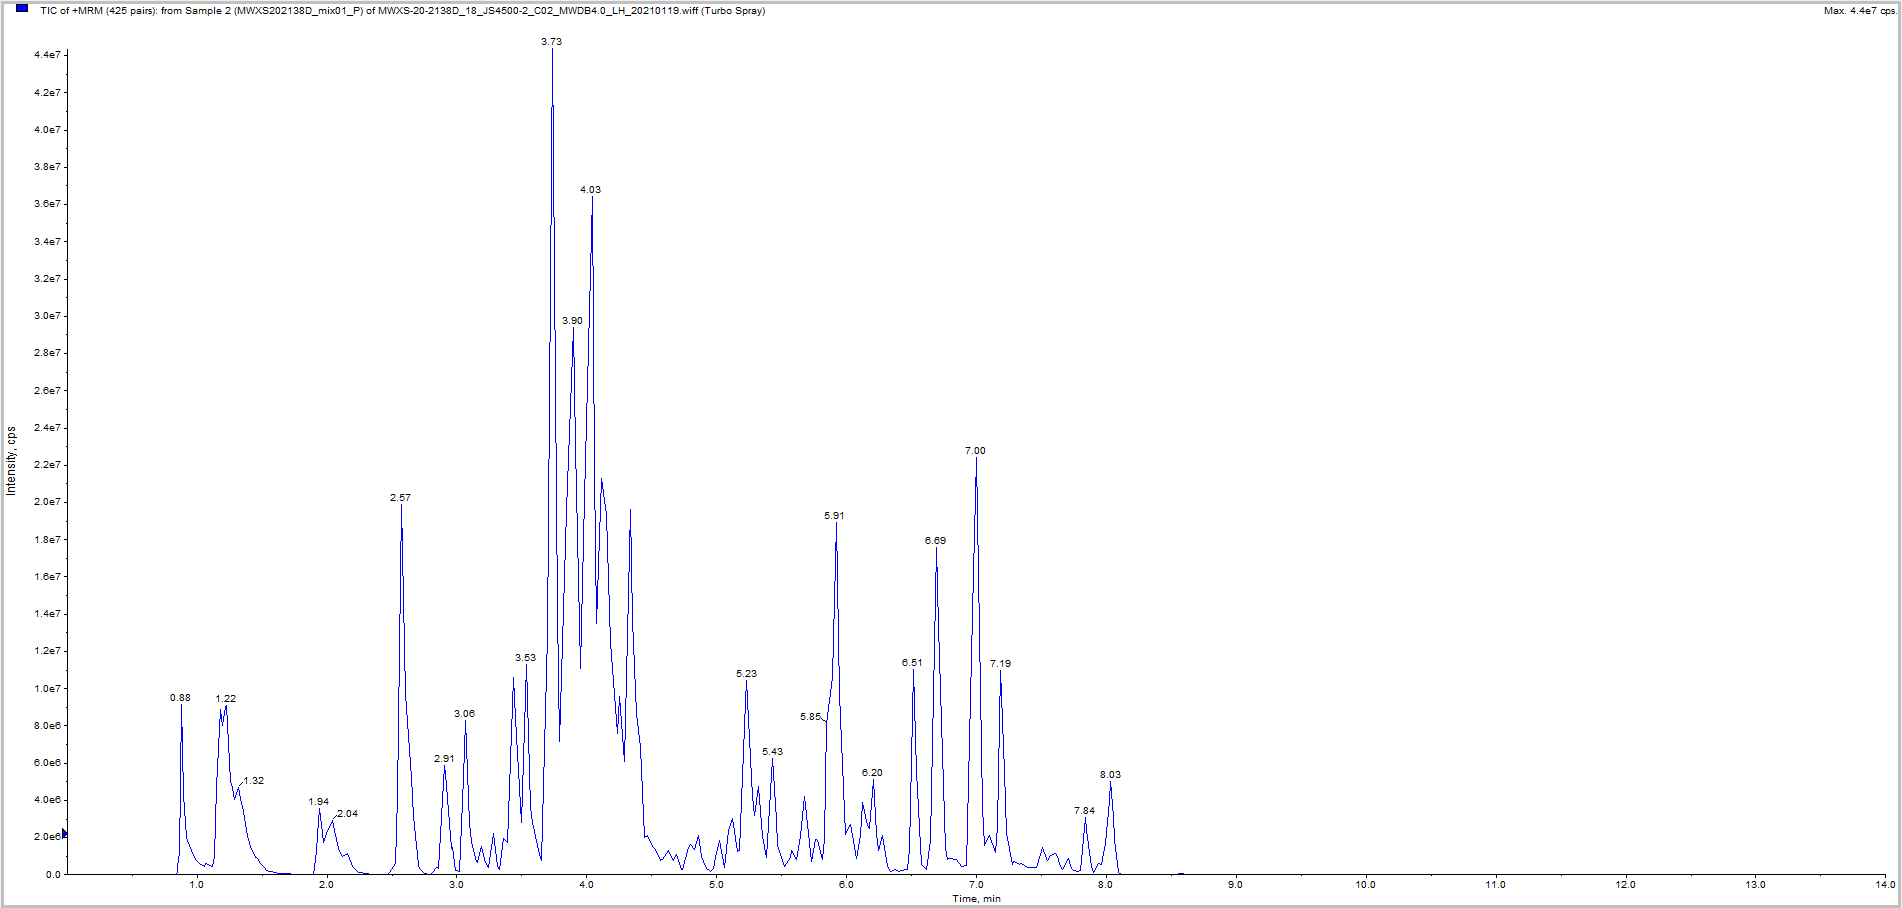 TIC of +MRM (425 pairs): from Sample 2 (MWXS202138D_mix01_P) of MWXS-20-2138D_18_JS4500-2_C02_MWDB4.0_LH_20210119.wiff (Turbo Spray)
Max. 4.4e7 cps.
3.73
4.4e7
4.2e7
4.0e7
3.8e7
4.03
3.6e7
3.4e7
3.2e7
3.90
3.0e7
2.8e7
2.6e7
2.4e7
7.00
2.2e7
2.57
2.0e7
5.91
1.8e7
6.69
1.6e7
1.4e7
1.2e7
3.53
6.51
7.19
5.23
1.0e7
0.88
1.22
3.06
5.85
8.0e6
5.43
2.91
6.0e6
6.20
8.03
1.32
4.0e6
1.94
7.84
2.04
2.0e6
0.0
Intensity, cps
1.0 2.0 3.0 4.0 5.0 6.0 7.0 8.0 9.0 10.0 11.0 12.0 13.0 14.0
Time, min